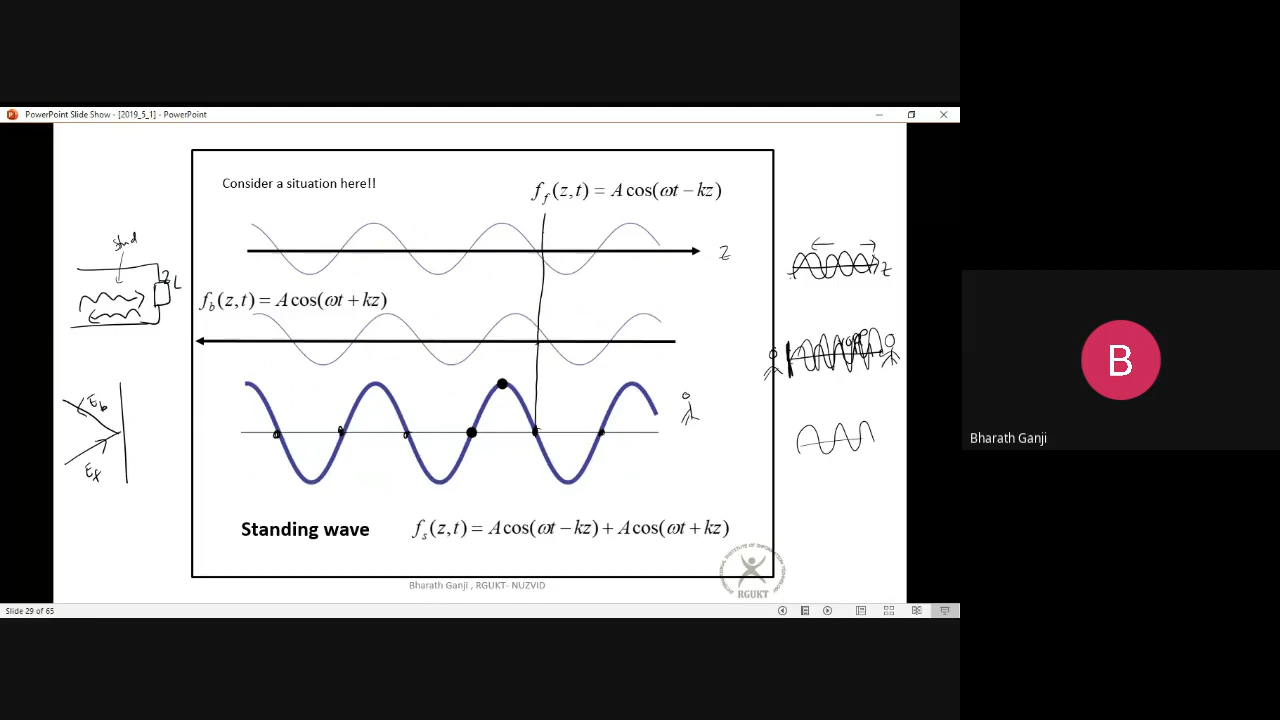 PowerPoint Slide Show - [2019_5_1] - PowerPoint
Consider a situation here!!
f_f(z,t) = A cos(ωt − kz)
z
f_b(z,t) = A cos(ωt + kz)
ZL
Z
E_b
E_f
Standing wave
f_s(z,t) = A cos(ωt − kz) + A cos(ωt + kz)
RGUKT
Bharath Ganji , RGUKT- NUZVID
Slide 29 of 65
B
Bharath Ganji